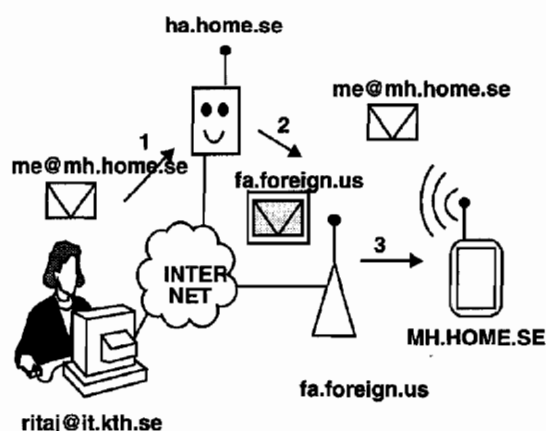 ha.home.se
me@mh.home.se
1
2
me@mh.home.se
fa.foreign.us
INTER
NET
3
MH.HOME.SE
fa.foreign.us
ritaj@it.kth.se